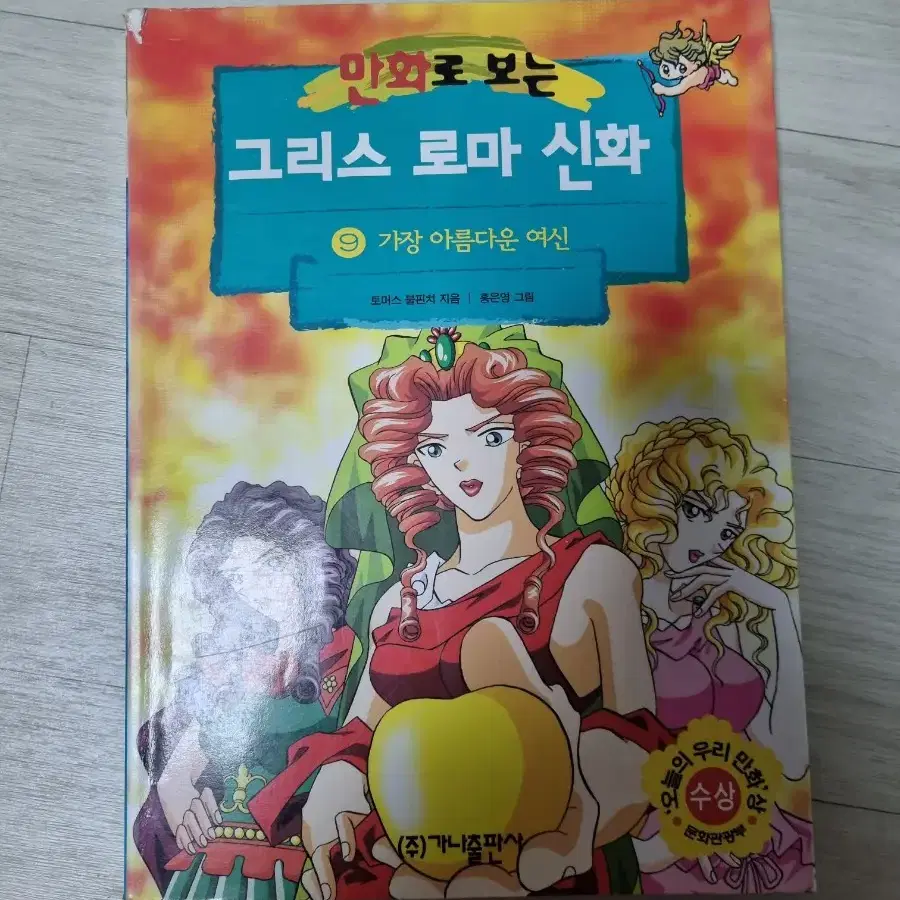 만화로 보는
그리스 로마 신화
9 가장 아름다운 여신
토머스 불핀치 지음 | 홍은영 그림
'오늘의 우리 만화'상
수상
문화관광부
(주)가나출판사